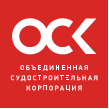 ОСК
ОБЪЕДИНЕННАЯ
СУДОСТРОИТЕЛЬНАЯ
КОРПОРАЦИЯ